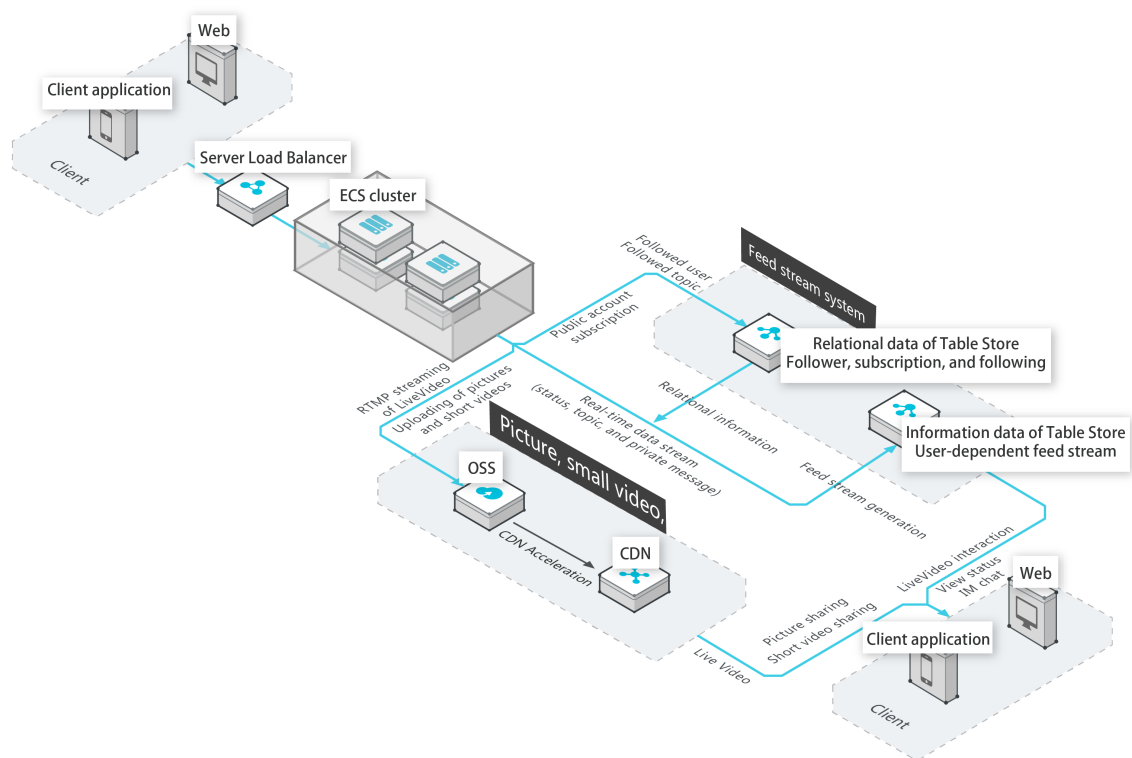 Web
Client application
Client
Server Load Balancer
ECS cluster
Followed user
Followed topic
Public account
subscription
Feed stream system
Relational data of Table Store
Follower, subscription, and following
RTMP streaming
of LiveVideo
Uploading of pictures
and short videos
Relational information
Real-time data stream
(status, topic, and private message)
Information data of Table Store
User-dependent feed stream
Feed stream generation
Picture, small video,
OSS
CDN Acceleration
CDN
LiveVideo interaction
View status
IM chat
Picture sharing
Short video sharing
Live Video
Web
Client application
Client